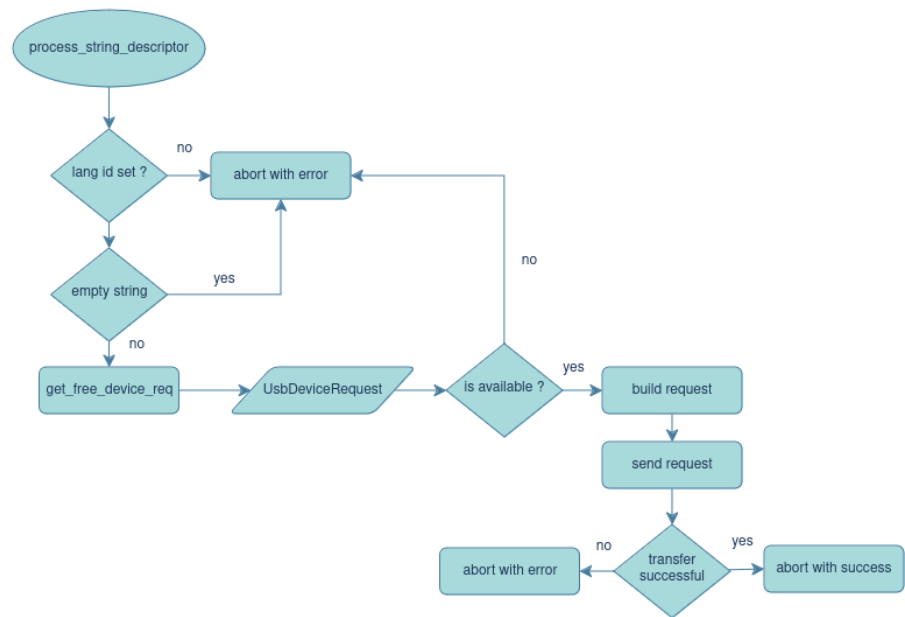 process_string_descriptor
no
lang id set ?
abort with error
no
yes
empty string
no
get_free_device_req
UsbDeviceRequest
is available ?
yes
build request
send request
no
yes
abort with error
transfer
successful
abort with success